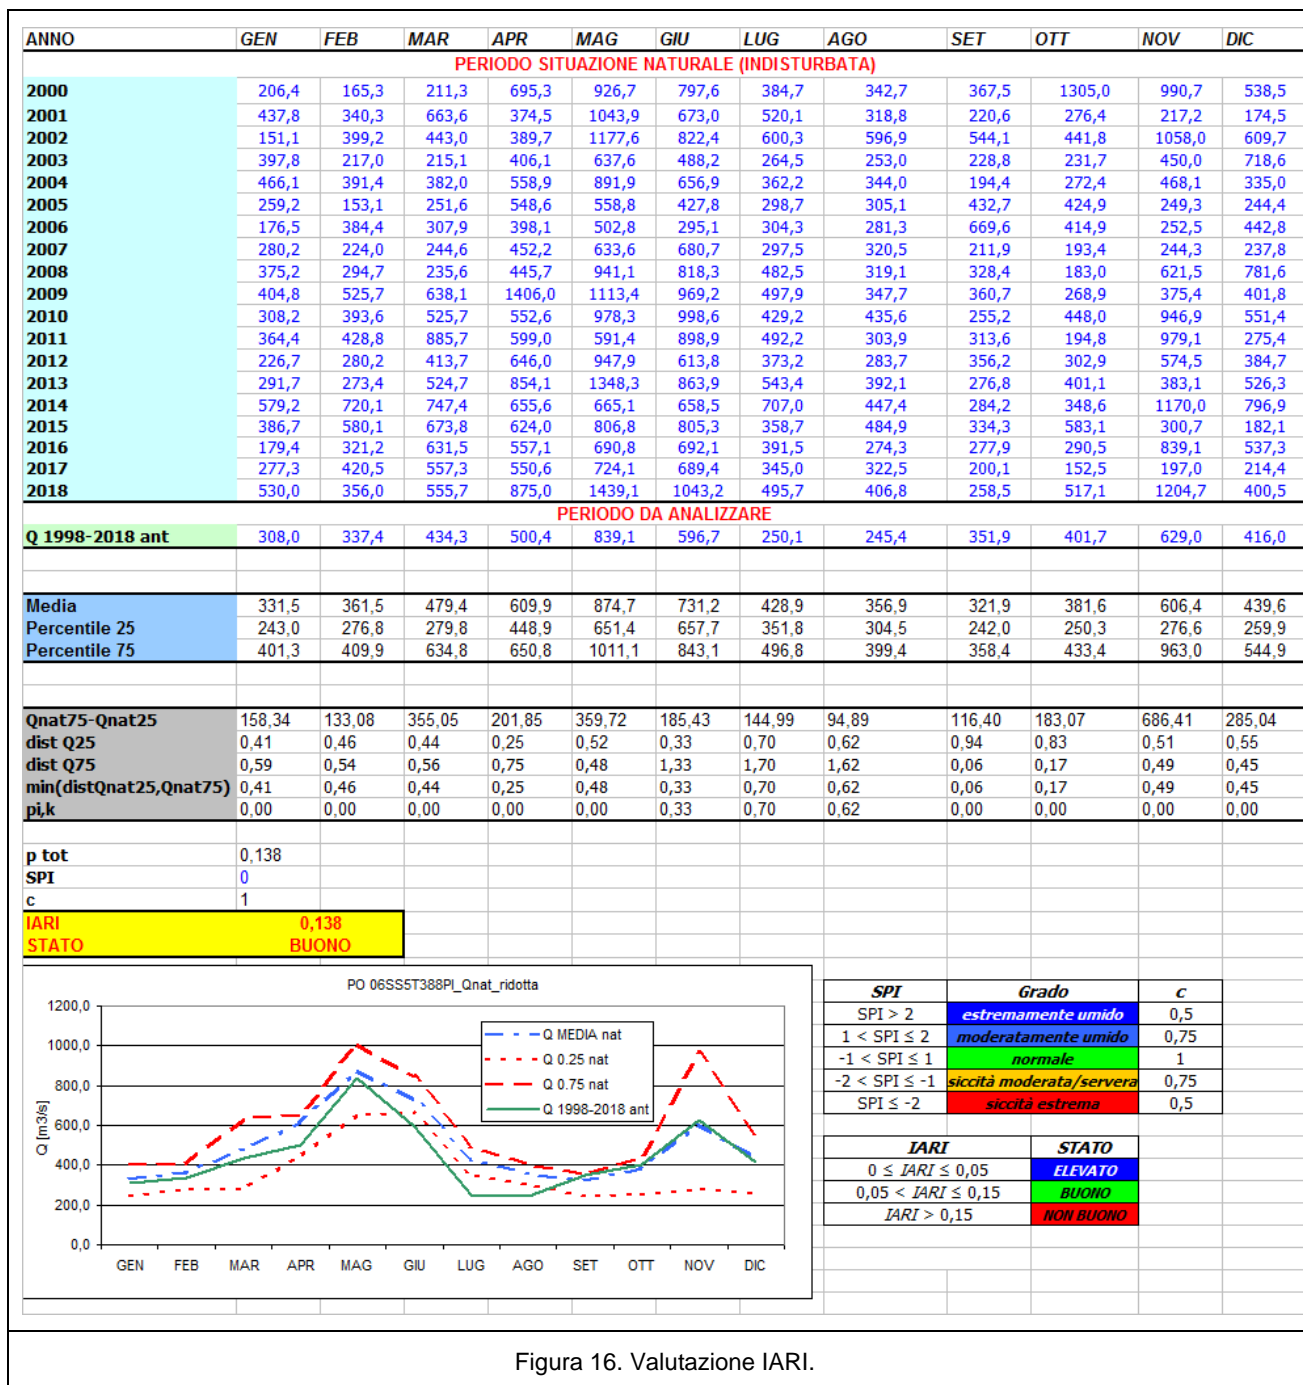 ANNO GEN FEB MAR APR MAG GIU LUG AGO SET OTT NOV DIC
PERIODO SITUAZIONE NATURALE (INDISTURBATA)
2000 206,4 165,3 211,3 695,3 926,7 797,6 384,7 342,7 367,5 1305,0 990,7 538,5
2001 437,8 340,3 663,6 374,5 1043,9 673,0 520,1 318,8 220,6 276,4 217,2 174,5
2002 151,1 399,2 443,0 389,7 1177,6 822,4 600,3 596,9 544,1 441,8 1058,0 609,7
2003 397,8 217,0 215,1 406,1 637,6 488,2 264,5 253,0 228,8 231,7 450,0 718,6
2004 466,1 391,4 382,0 558,9 891,9 656,9 362,2 344,0 194,4 272,4 468,1 335,0
2005 259,2 153,1 251,6 548,6 558,8 427,8 298,7 305,1 432,7 424,9 249,3 244,4
2006 176,5 384,4 307,9 398,1 502,8 295,1 304,3 281,3 669,6 414,9 252,5 442,8
2007 280,2 224,0 244,6 452,2 633,6 680,7 297,5 320,5 211,9 193,4 244,3 237,8
2008 375,2 294,7 235,6 445,7 941,1 818,3 482,5 319,1 328,4 183,0 621,5 781,6
2009 404,8 525,7 638,1 1406,0 1113,4 969,2 497,9 347,7 360,7 268,9 375,4 401,8
2010 308,2 393,6 525,7 552,6 978,3 998,6 429,2 435,6 255,2 448,0 946,9 551,4
2011 364,4 428,8 885,7 599,0 591,4 898,9 492,2 303,9 313,6 194,8 979,1 275,4
2012 226,7 280,2 413,7 646,0 947,9 613,8 373,2 283,7 356,2 302,9 574,5 384,7
2013 291,7 273,4 524,7 854,1 1348,3 863,9 543,4 392,1 276,8 401,1 383,1 526,3
2014 579,2 720,1 747,4 655,6 665,1 658,5 707,0 447,4 284,2 348,6 1170,0 796,9
2015 386,7 580,1 673,8 624,0 806,8 805,3 358,7 484,9 334,3 583,1 300,7 182,1
2016 179,4 321,2 631,5 557,1 690,8 692,1 391,5 274,3 277,9 290,5 839,1 537,3
2017 277,3 420,5 557,3 550,6 724,1 689,4 345,0 322,5 200,1 152,5 197,0 214,4
2018 530,0 356,0 555,7 875,0 1439,1 1043,2 495,7 406,8 258,5 517,1 1204,7 400,5
PERIODO DA ANALIZZARE
Q 1998-2018 ant 308,0 337,4 434,3 500,4 839,1 596,7 250,1 245,4 351,9 401,7 629,0 416,0
Media 331,5 361,5 479,4 609,9 874,7 731,2 428,9 356,9 321,9 381,6 606,4 439,6
Percentile 25 243,0 276,8 279,8 448,9 651,4 657,7 351,8 304,5 242,0 250,3 276,6 259,9
Percentile 75 401,3 409,9 634,8 650,8 1011,1 843,1 496,8 399,4 358,4 433,4 963,0 544,9
Qnat75-Qnat25 158,34 133,08 355,05 201,85 359,72 185,43 144,99 94,89 116,40 183,07 686,41 285,04
dist Q25 0,41 0,46 0,44 0,25 0,52 0,33 0,70 0,62 0,94 0,83 0,51 0,55
dist Q75 0,59 0,54 0,56 0,75 0,48 1,33 1,70 1,62 0,06 0,17 0,49 0,45
min(distQnat25,Qnat75) 0,41 0,46 0,44 0,25 0,48 0,33 0,70 0,62 0,06 0,17 0,49 0,45
pi,k 0,00 0,00 0,00 0,00 0,00 0,33 0,70 0,62 0,00 0,00 0,00 0,00
p tot 0,138
SPI 0
c 1
IARI 0,138
STATO BUONO
PO 06SS5T388PI_Qnat_ridotta
Q [m3/s]
1200,0
1000,0
800,0
600,0
400,0
200,0
0,0
Q MEDIA nat
Q 0.25 nat
Q 0.75 nat
Q 1998-2018 ant
GEN FEB MAR APR MAG GIU LUG AGO SET OTT NOV DIC
SPI Grado c
SPI > 2 estremamente umido 0,5
1 < SPI ≤ 2 moderatamente umido 0,75
-1 < SPI ≤ 1 normale 1
-2 < SPI ≤ -1 siccità moderata/servera 0,75
SPI ≤ -2 siccità estrema 0,5
IARI STATO
0 ≤ IARI ≤ 0,05 ELEVATO
0,05 < IARI ≤ 0,15 BUONO
IARI > 0,15 NON BUONO
Figura 16. Valutazione IARI.